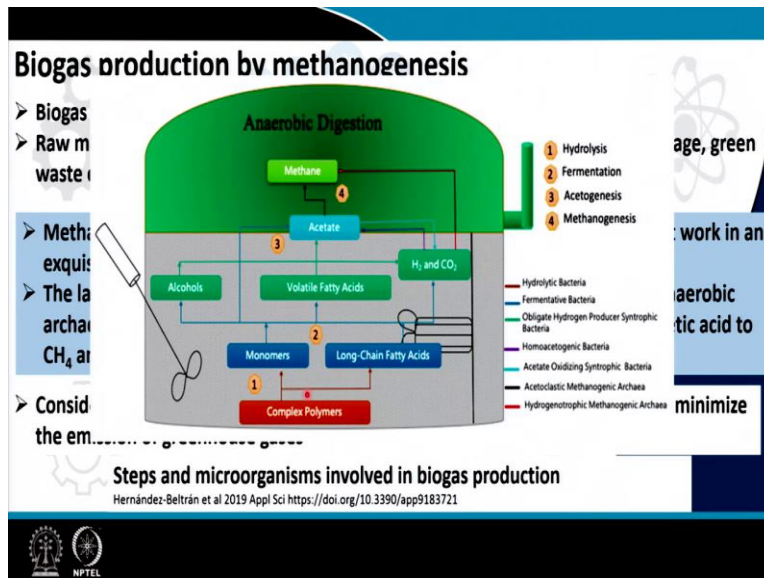 Biogas production by methanogenesis
➢ Biogas
➢ Raw m age, green
waste
➢ Metha t work in an
exquis
➢ The la naerobic
archae tic acid to
CH₄ an
➢ Conside minimize
the emission of greenhouse gases
Anaerobic Digestion
Methane
4
Acetate
3
H₂ and CO₂
Alcohols
Volatile Fatty Acids
2
Monomers
Long-Chain Fatty Acids
1
Complex Polymers
1 Hydrolysis
2 Fermentation
3 Acetogenesis
4 Methanogenesis
Hydrolytic Bacteria
Fermentative Bacteria
Obligate Hydrogen Producer Syntrophic
Bacteria
Homoacetogenic Bacteria
Acetate Oxidizing Syntrophic Bacteria
Acetoclastic Methanogenic Archaea
Hydrogenotrophic Methanogenic Archaea
Steps and microorganisms involved in biogas production
Hernández-Beltrán et al 2019 Appl Sci https://doi.org/10.3390/app9183721
NPTEL